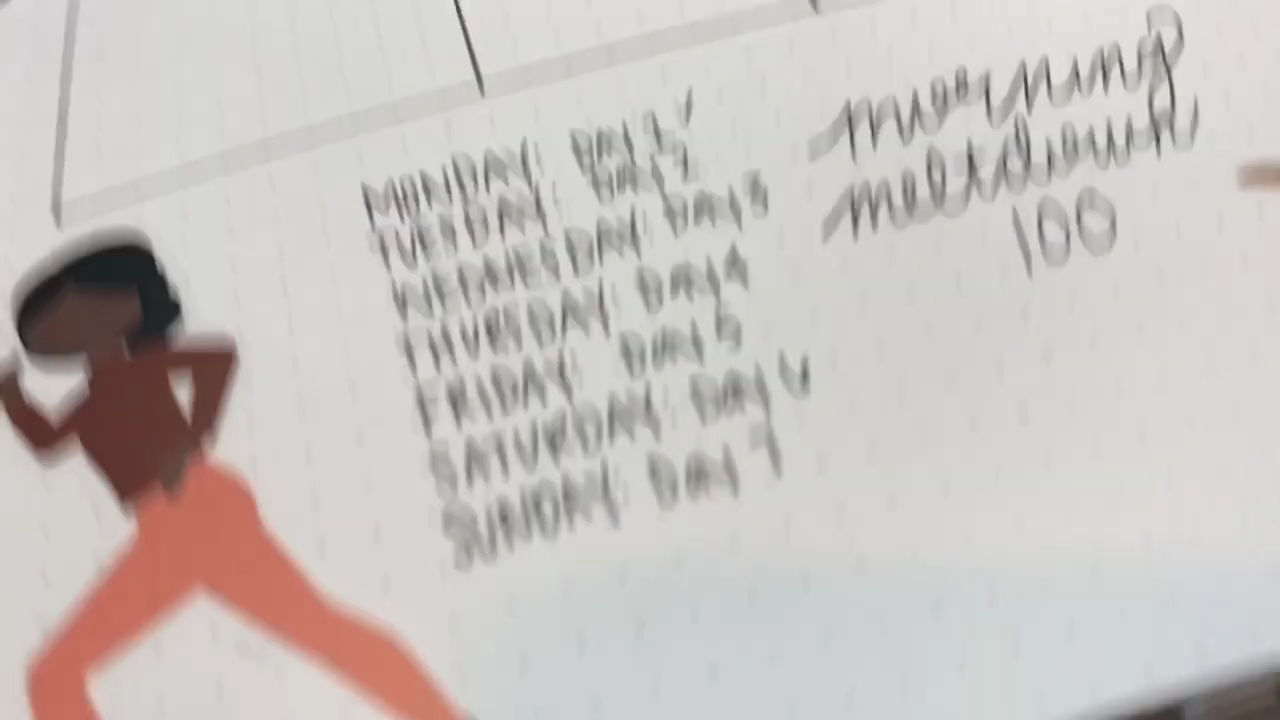 MONDAY: DAY 1
TUESDAY: DAY 2
WEDNESDAY: DAY 3
THURSDAY: DAY 4
FRIDAY: DAY 5
SATURDAY: DAY 6
SUNDAY: DAY 7
morning
meltdown
100